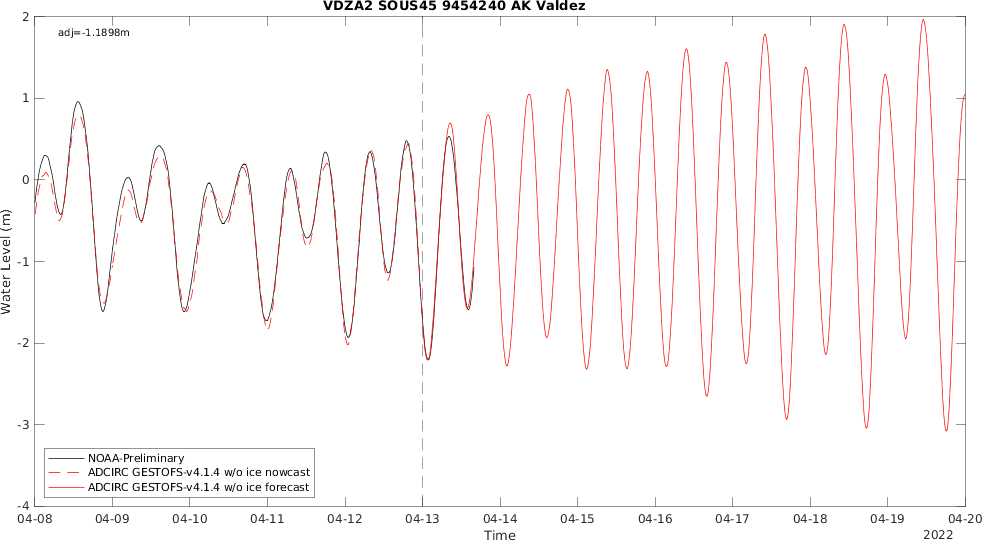 VDZA2 SOUS45 9454240 AK Valdez
adj=-1.1898m
2
1
0
-1
-2
-3
-4
Water Level (m)
NOAA-Preliminary
ADCIRC GESTOFS-v4.1.4 w/o ice nowcast
ADCIRC GESTOFS-v4.1.4 w/o ice forecast
04-08 04-09 04-10 04-11 04-12 04-13 04-14 04-15 04-16 04-17 04-18 04-19 04-20
Time
2022